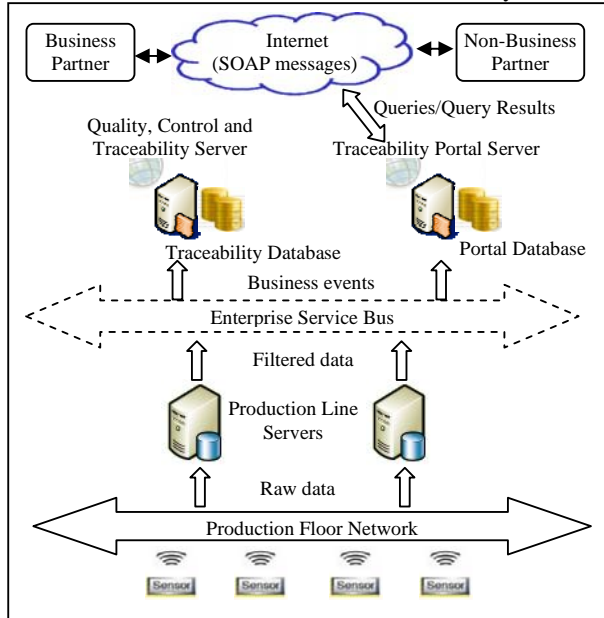 Business
Partner
Internet
(SOAP messages)
Non-Business
Partner
Queries/Query Results
Quality, Control and
Traceability Server
Traceability Portal Server
Traceability Database
Portal Database
Business events
Enterprise Service Bus
Filtered data
Production Line
Servers
Raw data
Production Floor Network
Sensor
Sensor
Sensor
Sensor